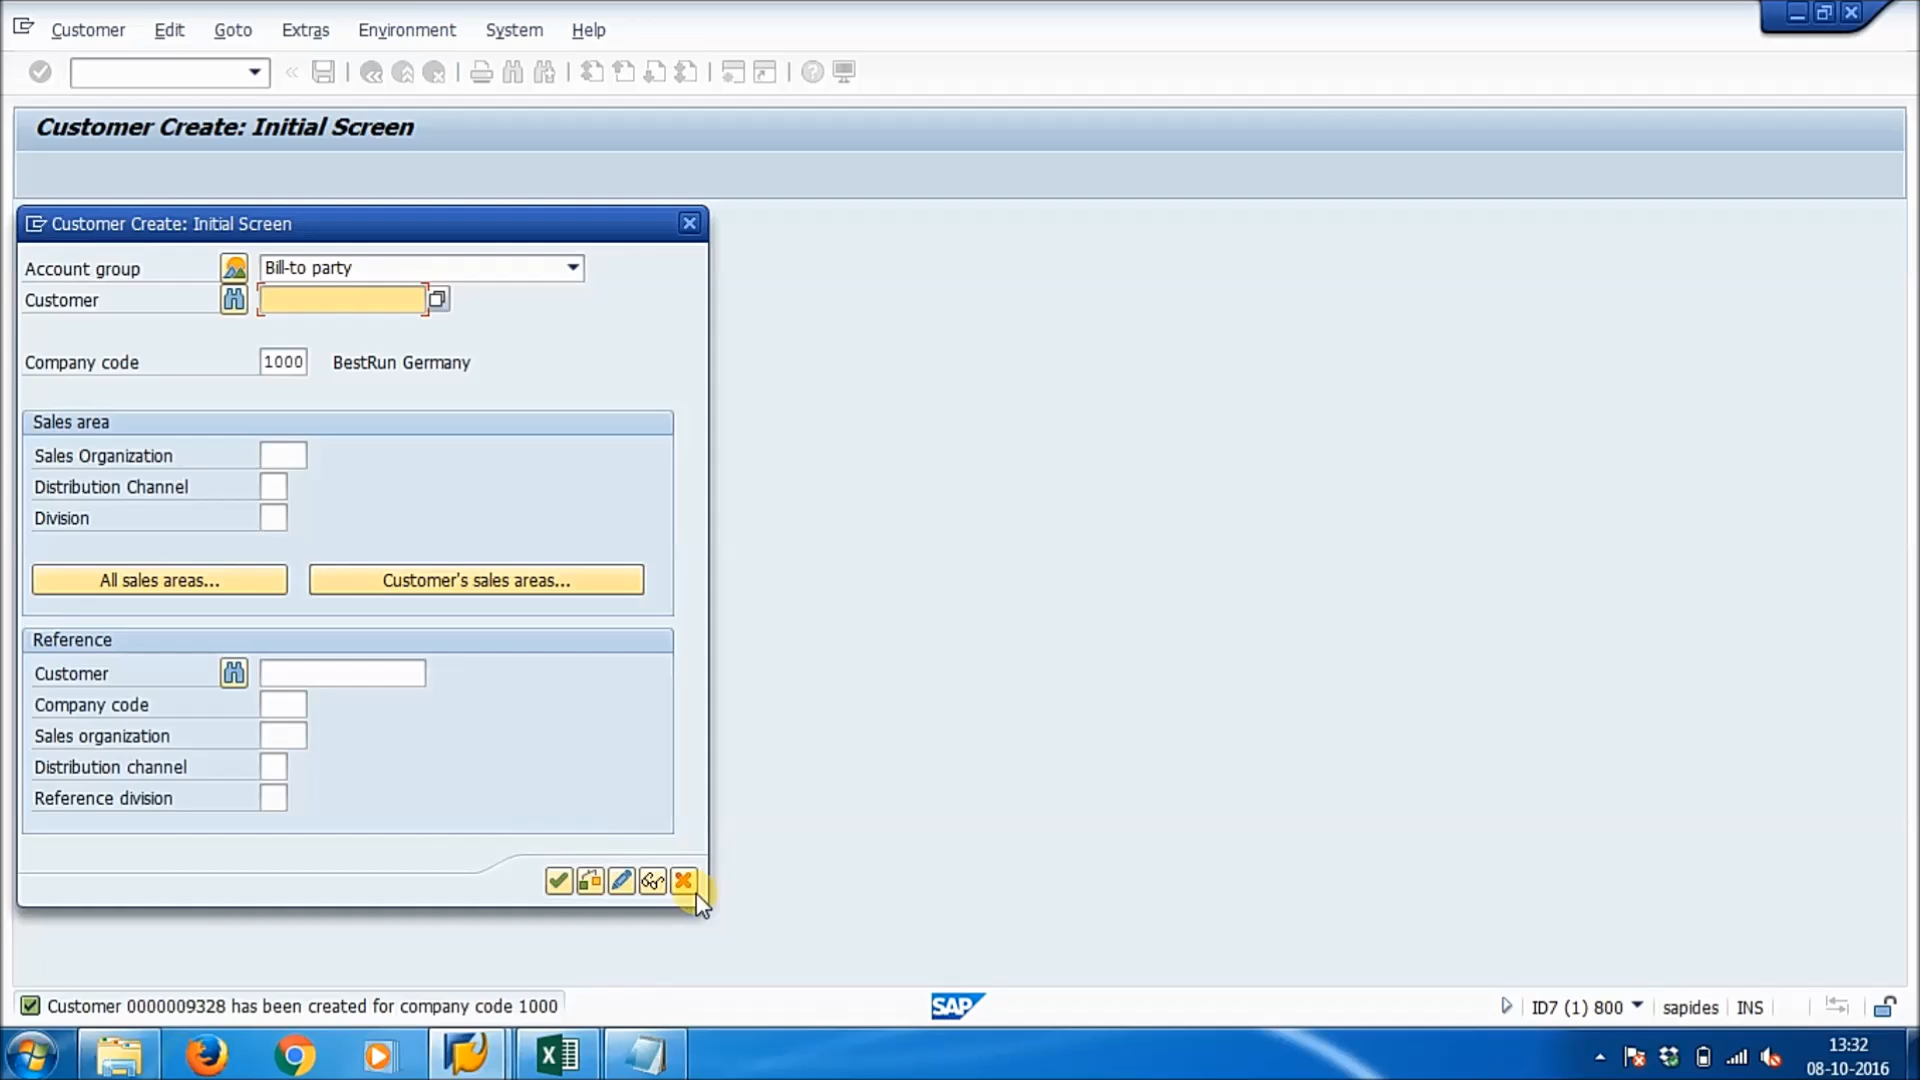 Customer Edit Goto Extras Environment System Help
Customer Create: Initial Screen
Customer Create: Initial Screen
Account group Bill-to party
Customer
Company code 1000 BestRun Germany
Sales area
Sales Organization
Distribution Channel
Division
All sales areas... Customer's sales areas...
Reference
Customer
Company code
Sales organization
Distribution channel
Reference division
Customer 0000009328 has been created for company code 1000
SAP
ID7 (1) 800 sapides INS
13:32
08-10-2016